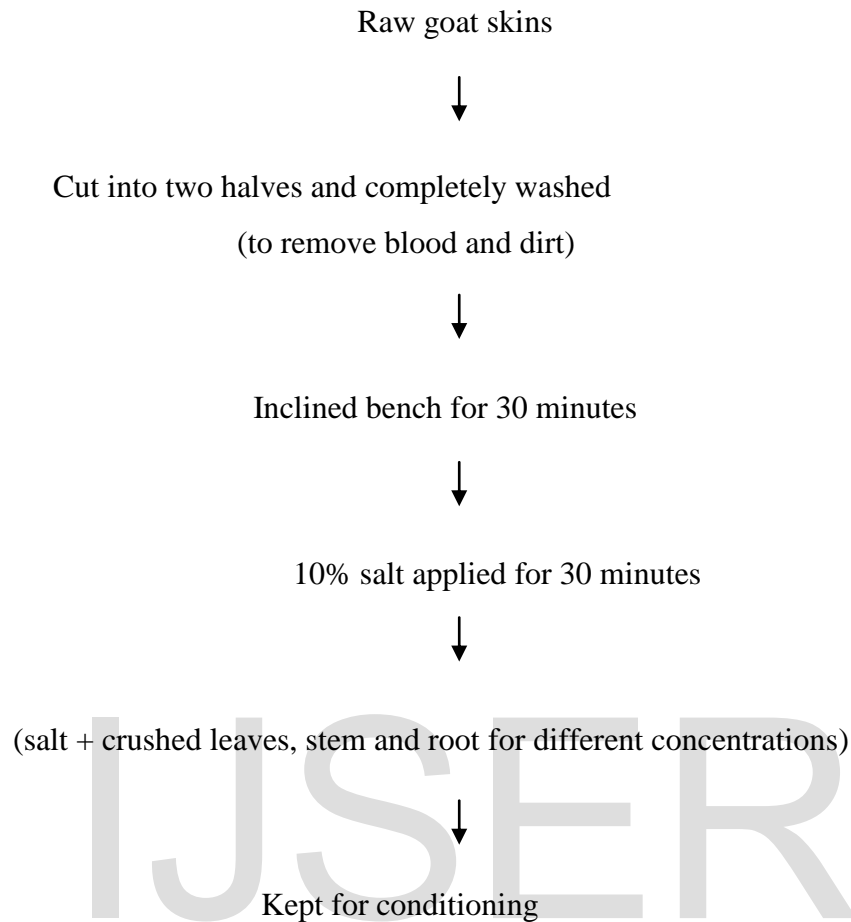 Raw goat skins
Cut into two halves and completely washed
(to remove blood and dirt)
Inclined bench for 30 minutes
10% salt applied for 30 minutes
(salt + crushed leaves, stem and root for different concentrations)
IJSER
Kept for conditioning